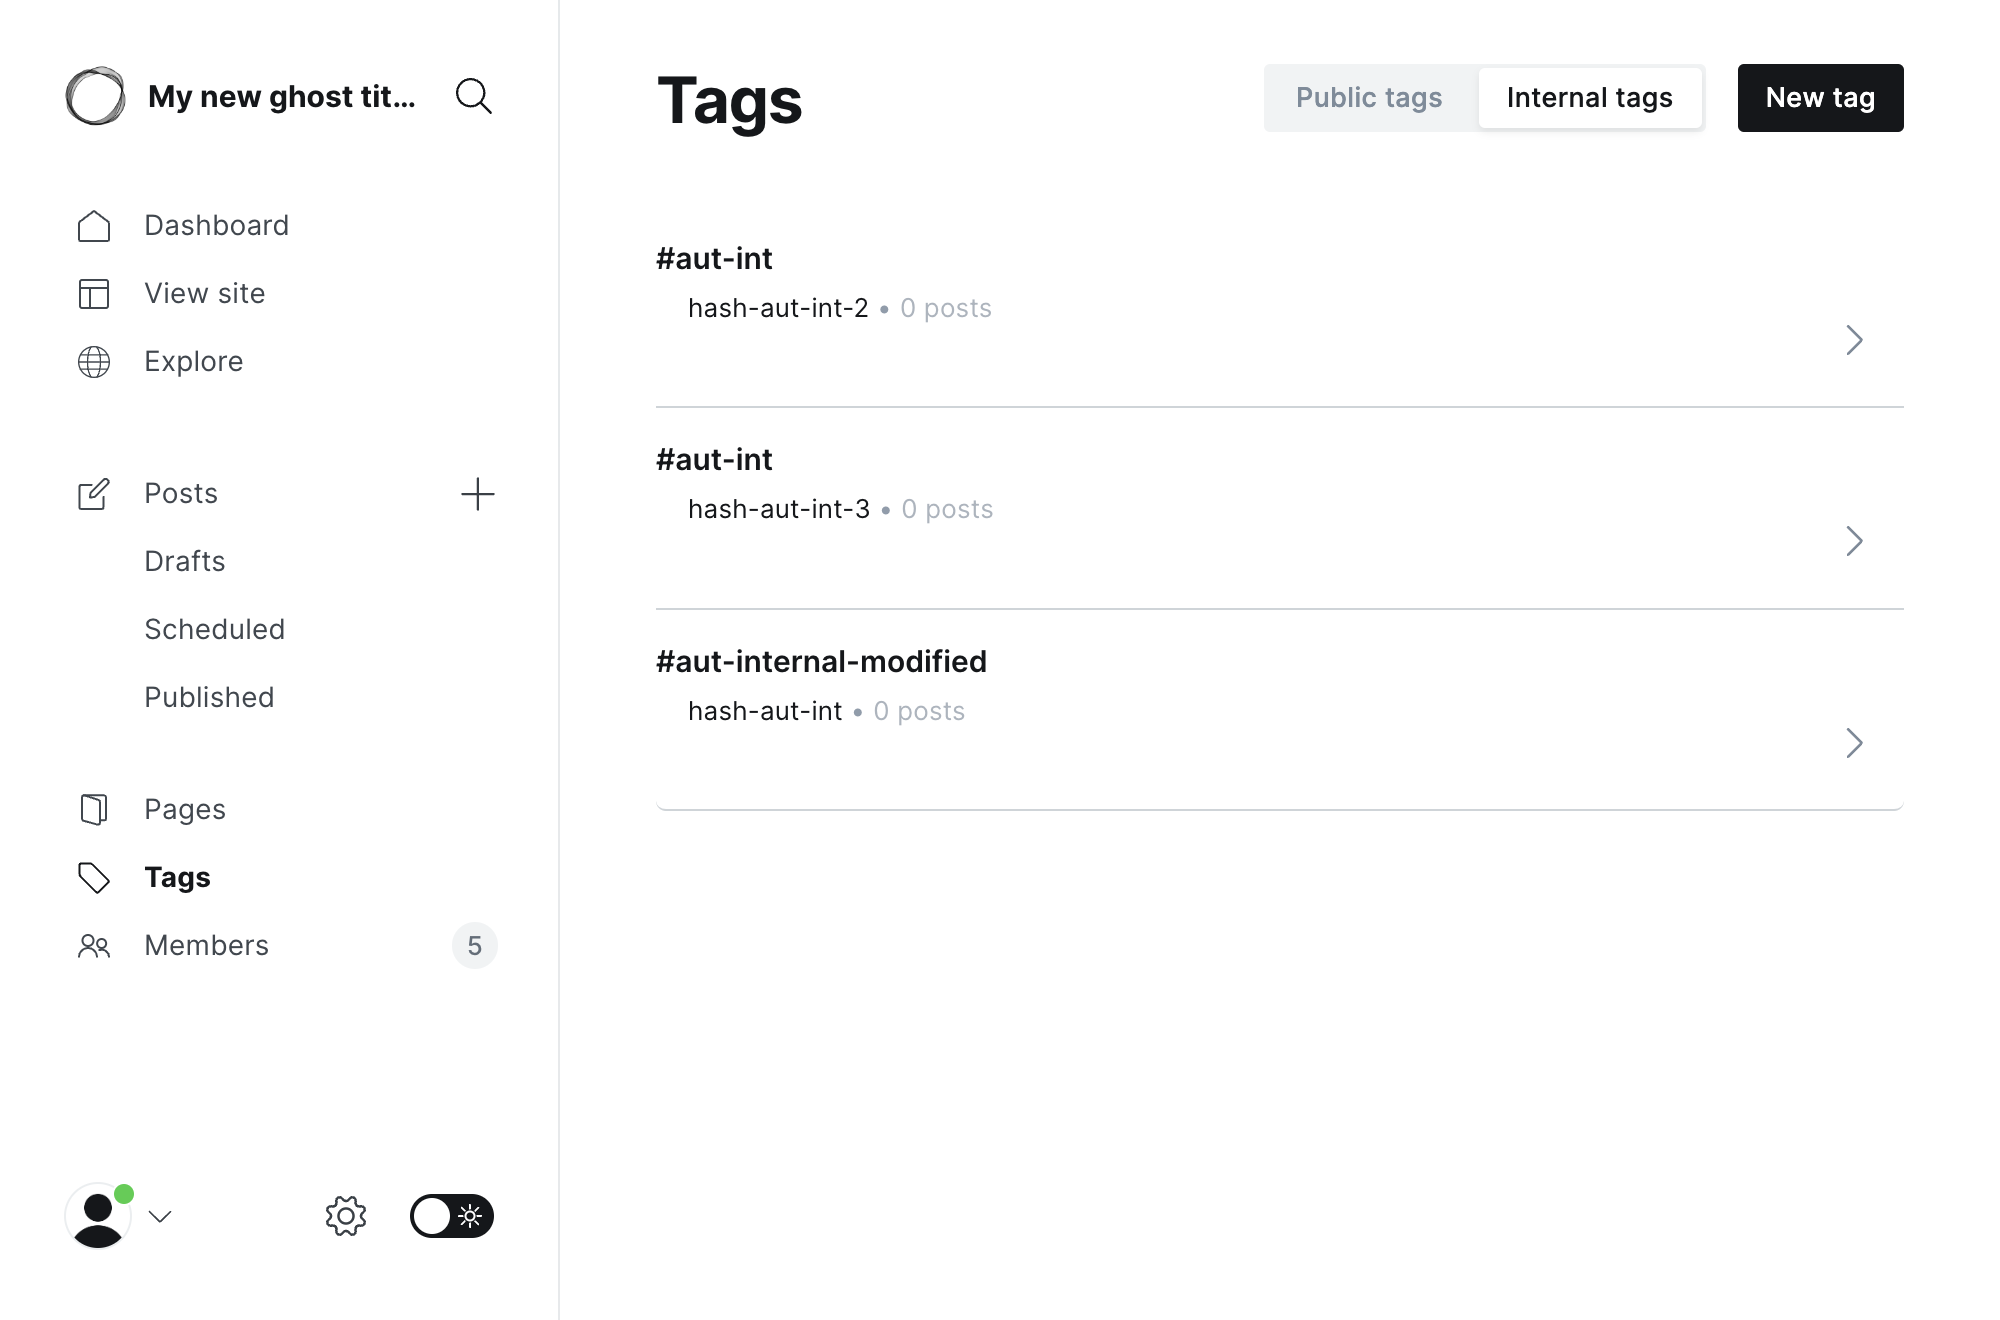 My new ghost tit...
Dashboard
View site
Explore
Posts
Drafts
Scheduled
Published
Pages
Tags
Members 5
Tags
Public tags Internal tags New tag
#aut-int
hash-aut-int-2 • 0 posts
#aut-int
hash-aut-int-3 • 0 posts
#aut-internal-modified
hash-aut-int • 0 posts